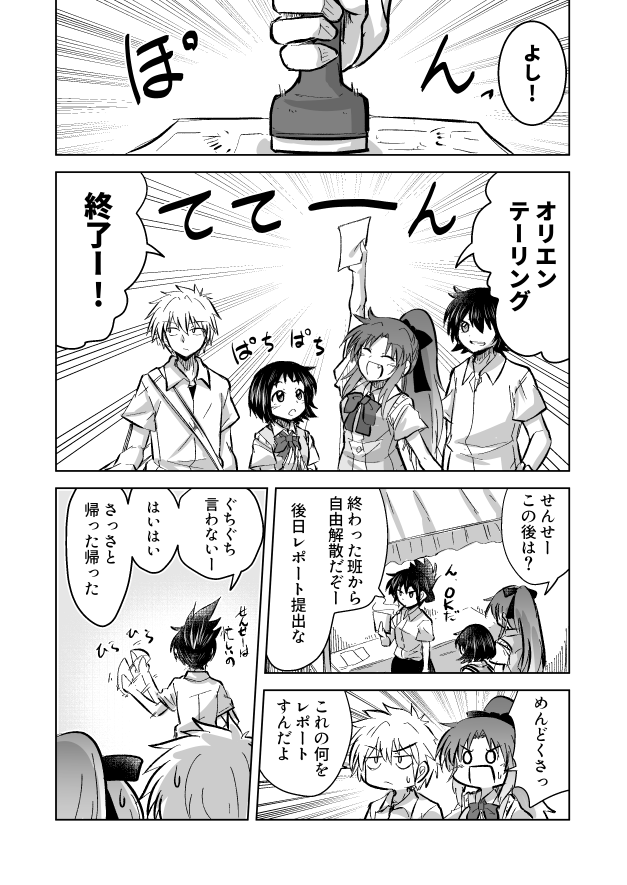 よし！
ぽん
オリエン
テーリング
終了ー！
ててーん
ぱち ぱち
せんせー
この後は？
ん、
OKだ
終わった班から
自由解散だぞー
後日レポート提出な
めんどくさっ
これの何を
レポート
すんだよ
ぐちぐち
言わないー
はいはい
さっさと
帰った帰った
せんせーは
忙しいの
ひら
ひら